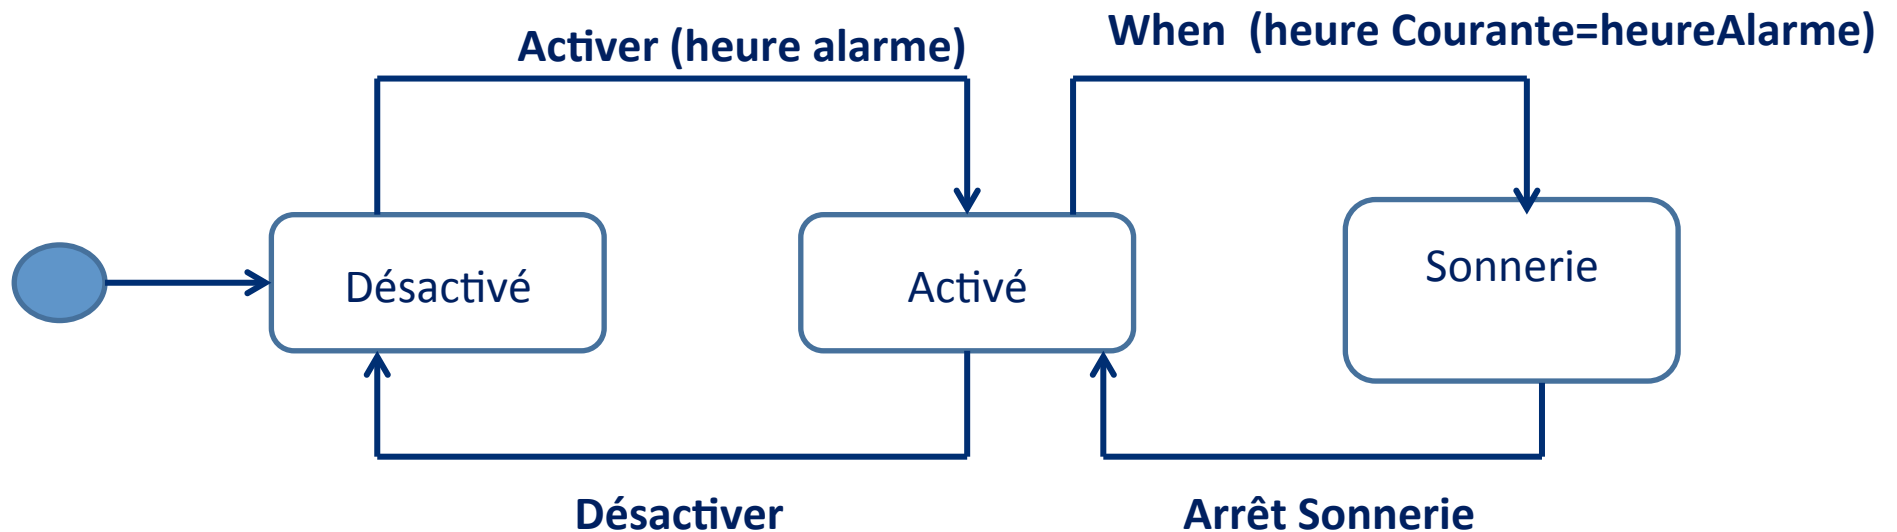 When  (heure Courante=heureAlarme)
Activer (heure alarme)
Désactivé
Activé
Sonnerie
Désactiver
Arrêt Sonnerie